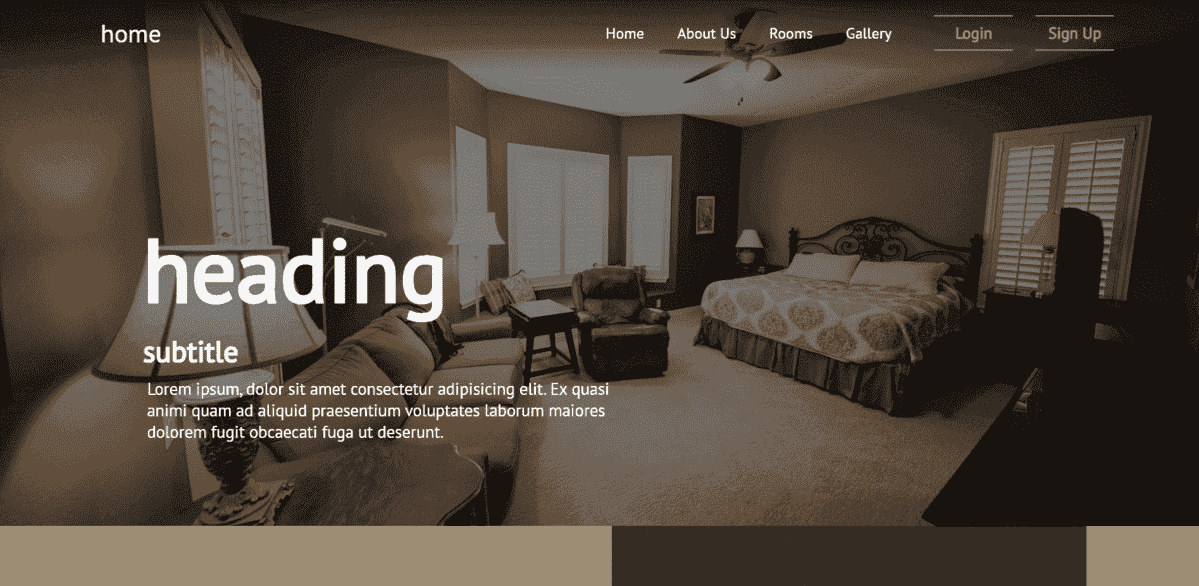 home
Home About Us Rooms Gallery Login Sign Up
heading
subtitle
Lorem ipsum, dolor sit amet consectetur adipisicing elit. Ex quasi
animi quam ad aliquid praesentium voluptates laborum maiores
dolorem fugit obcaecati fuga ut deserunt.